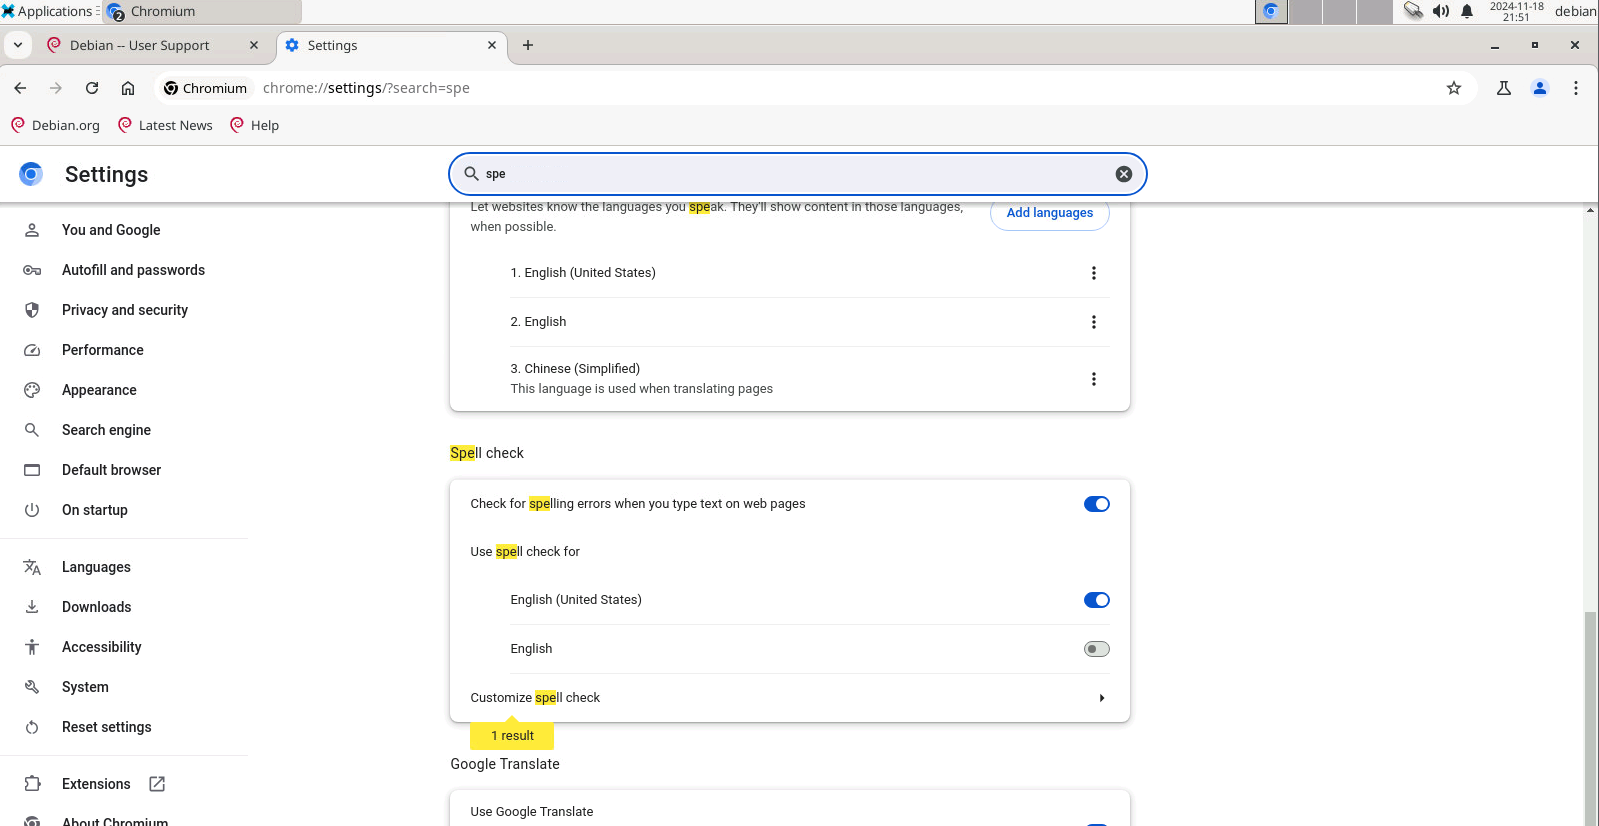 Applications
2
Chromium
2024-11-18
21:51
debian
Debian -- User Support
Settings
Chromium
chrome://settings/?search=spe
Debian.org
Latest News
Help
Settings
spe
You and Google
Autofill and passwords
Privacy and security
Performance
Appearance
Search engine
Default browser
On startup
Languages
Downloads
Accessibility
System
Reset settings
Extensions
About Chromium
Let websites know the languages you speak. They'll show content in those languages,
when possible.
Add languages
1. English (United States)
2. English
3. Chinese (Simplified)
This language is used when translating pages
Spell check
Check for spelling errors when you type text on web pages
Use spell check for
English (United States)
English
Customize spell check
1 result
Google Translate
Use Google Translate